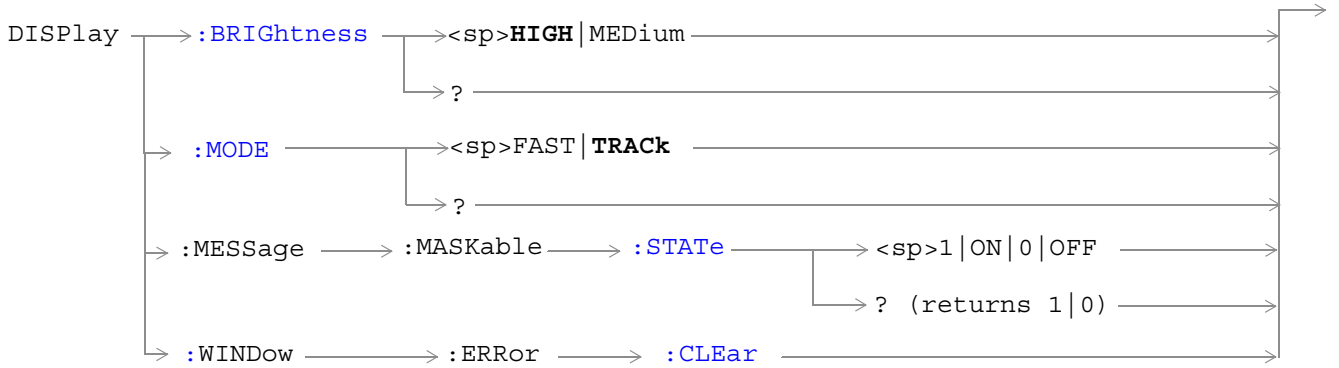 DISPlay :BRIGhtness <sp>HIGH|MEDium
?
:MODE <sp>FAST|TRACk
?
:MESSage :MASKable :STATe <sp>1|ON|0|OFF
? (returns 1|0)
:WINDow :ERRor :CLEar